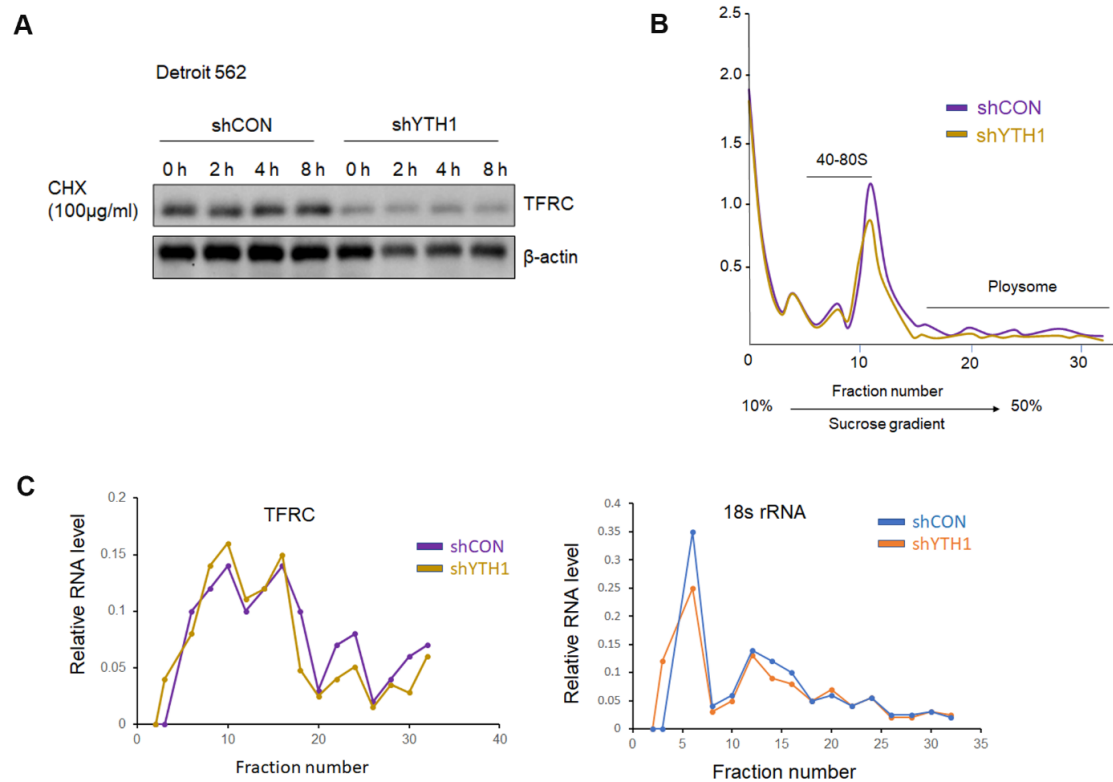 A
Detroit 562
shCON shYTH1
0 h 2 h 4 h 8 h 0 h 2 h 4 h 8 h
CHX
(100μg/ml)
TFRC
β-actin
B
2.5
2.0
1.5
1.0
0.5
shCON
shYTH1
40-80S
Ploysome
0 10 20 30
Fraction number
10% 50%
Sucrose gradient
C
TFRC
Relative RNA level
0.2
0.15
0.1
0.05
0
0 10 20 30 40
Fraction number
shCON
shYTH1
18s rRNA
Relative RNA level
0.4
0.35
0.3
0.25
0.2
0.15
0.1
0.05
0
0 5 10 15 20 25 30 35
Fraction number
shCON
shYTH1